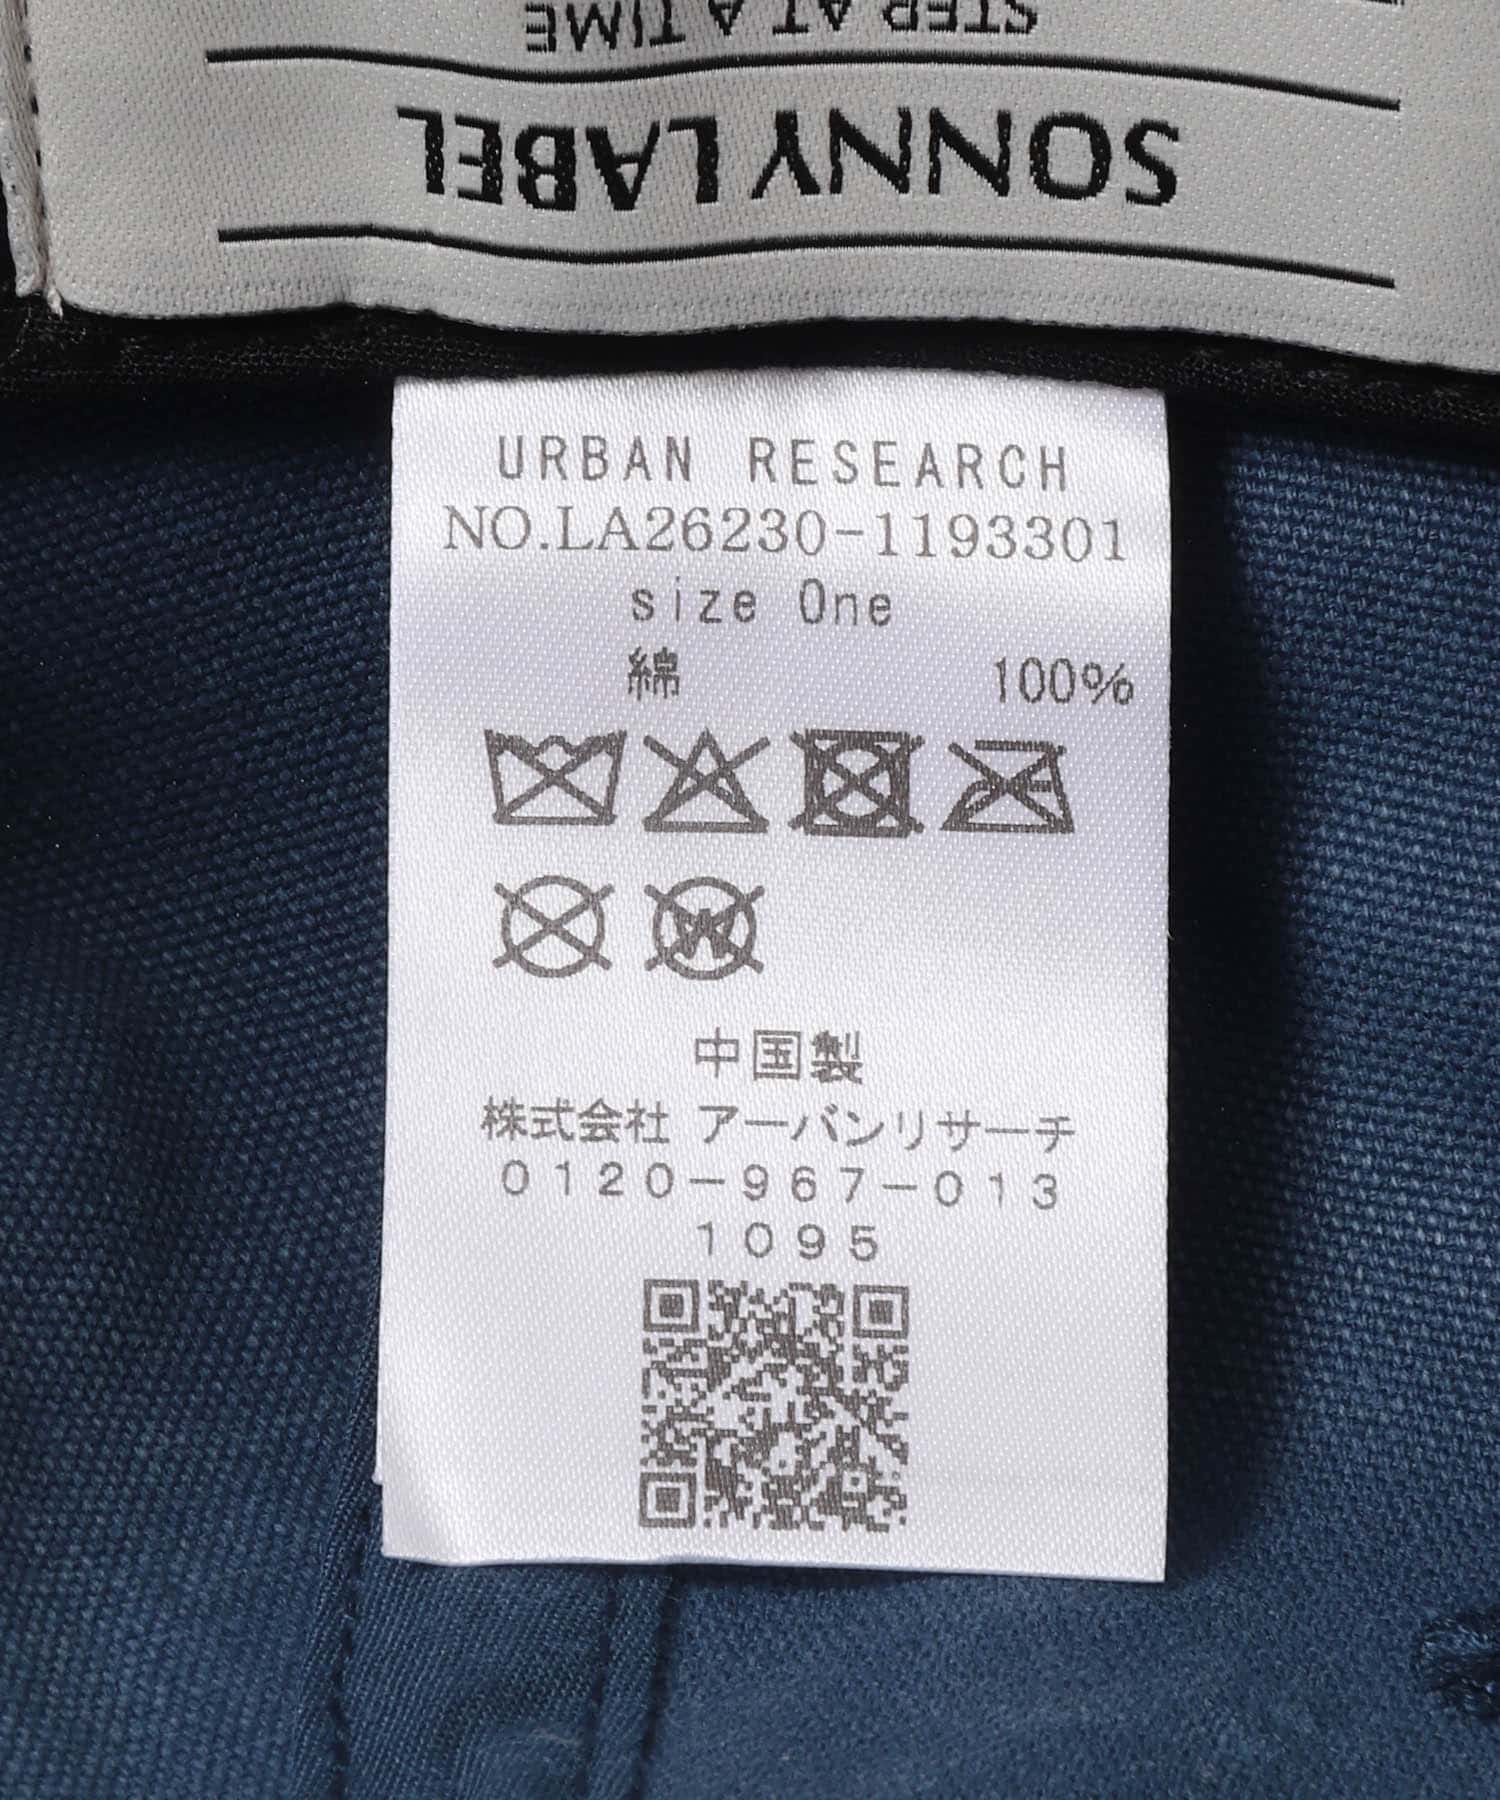 STEP AT A TIME
SONNY LABEL
URBAN RESEARCH
NO.LA26230-1193301
size One
綿 100%
中国製
株式会社 アーバンリサーチ
0120-967-013
1095